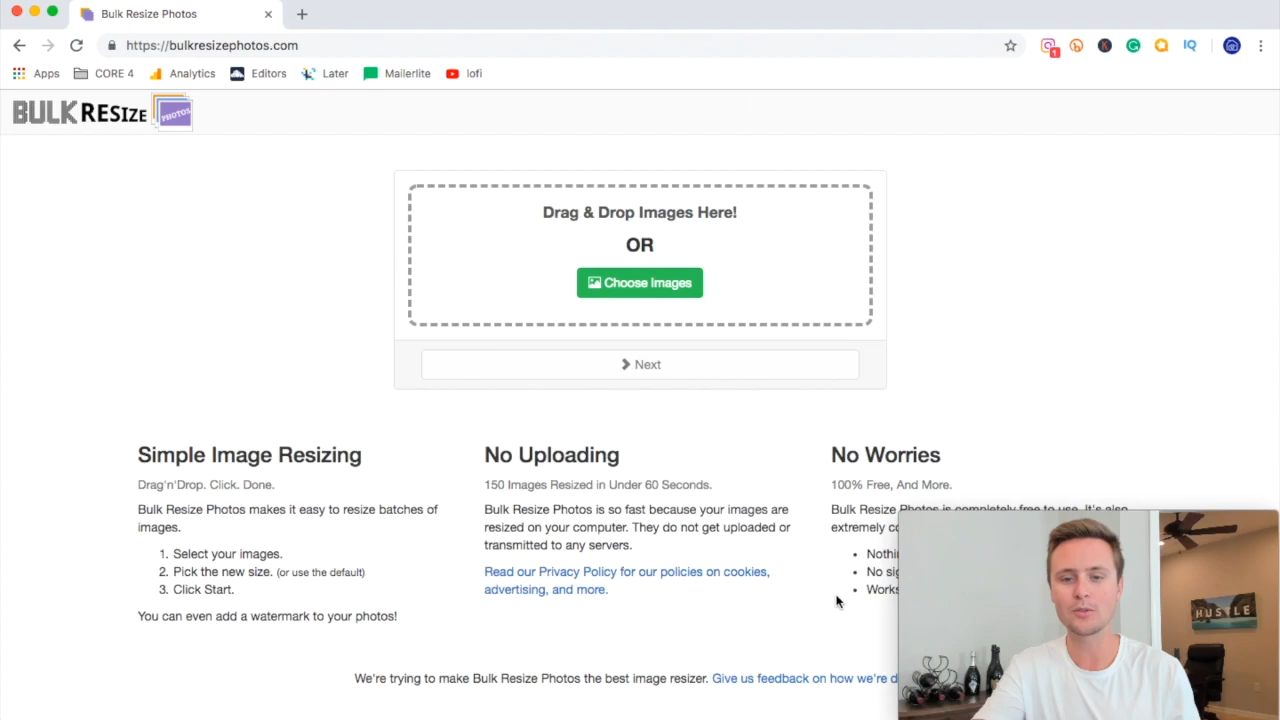 Bulk Resize Photos
https://bulkresizephotos.com
1
IQ
Apps
CORE 4
Analytics
Editors
Later
Mailerlite
lofi
BULK RESIZE PHOTOS
Drag & Drop Images Here!
OR
Choose Images
Next
Simple Image Resizing
Drag'n'Drop. Click. Done.
Bulk Resize Photos makes it easy to resize batches of
images.
1. Select your images.
2. Pick the new size. (or use the default)
3. Click Start.
You can even add a watermark to your photos!
No Uploading
150 Images Resized in Under 60 Seconds.
Bulk Resize Photos is so fast because your images are
resized on your computer. They do not get uploaded or
transmitted to any servers.
Read our Privacy Policy for our policies on cookies,
advertising, and more.
No Worries
100% Free, And More.
Bulk Resize Photos is completely free to use. It's also
extremely
HUSTLE
We're trying to make Bulk Resize Photos the best image resizer. Give us feedback on how we're